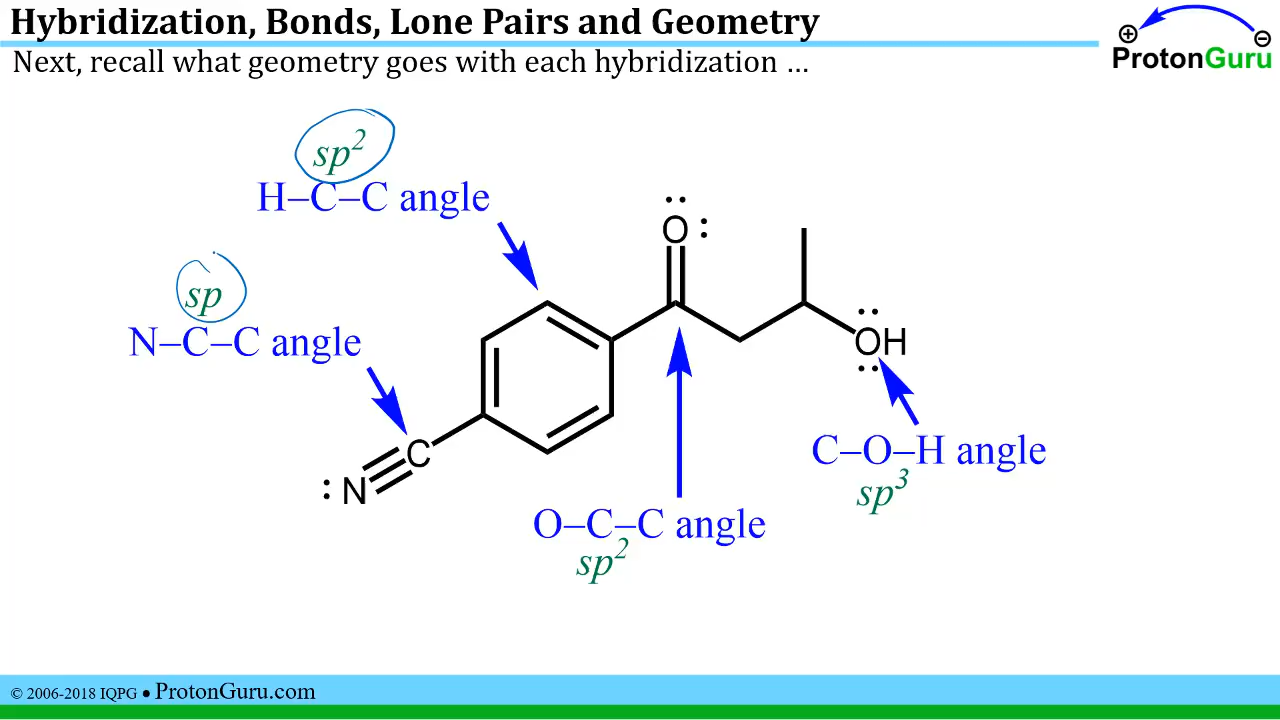 Hybridization, Bonds, Lone Pairs and Geometry
⊕ ⊖
ProtonGuru
Next, recall what geometry goes with each hybridization ...
sp²
H–C–C angle
O
sp
N–C–C angle
OH
C
N
C–O–H angle
sp³
O–C–C angle
sp²
© 2006-2018 IQPG ● ProtonGuru.com